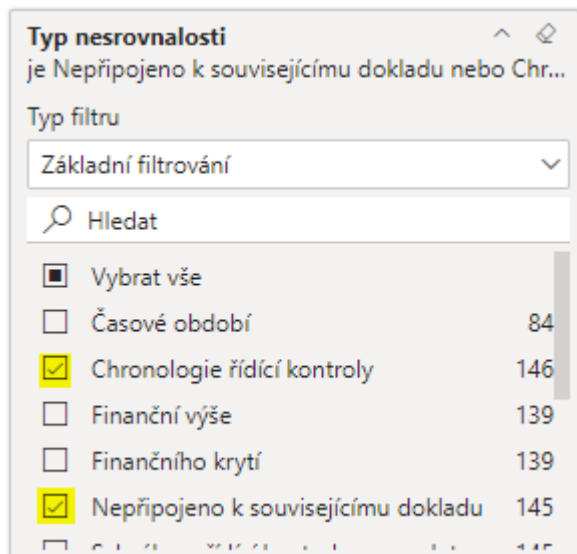 Typ nesrovnalosti
je Nepřipojeno k souvisejícímu dokladu nebo Chr...
Typ filtru
Základní filtrování
Hledat
Vybrat vše
Časové období 84
Chronologie řídící kontroly 146
Finanční výše 139
Finančního krytí 139
Nepřipojeno k souvisejícímu dokladu 145